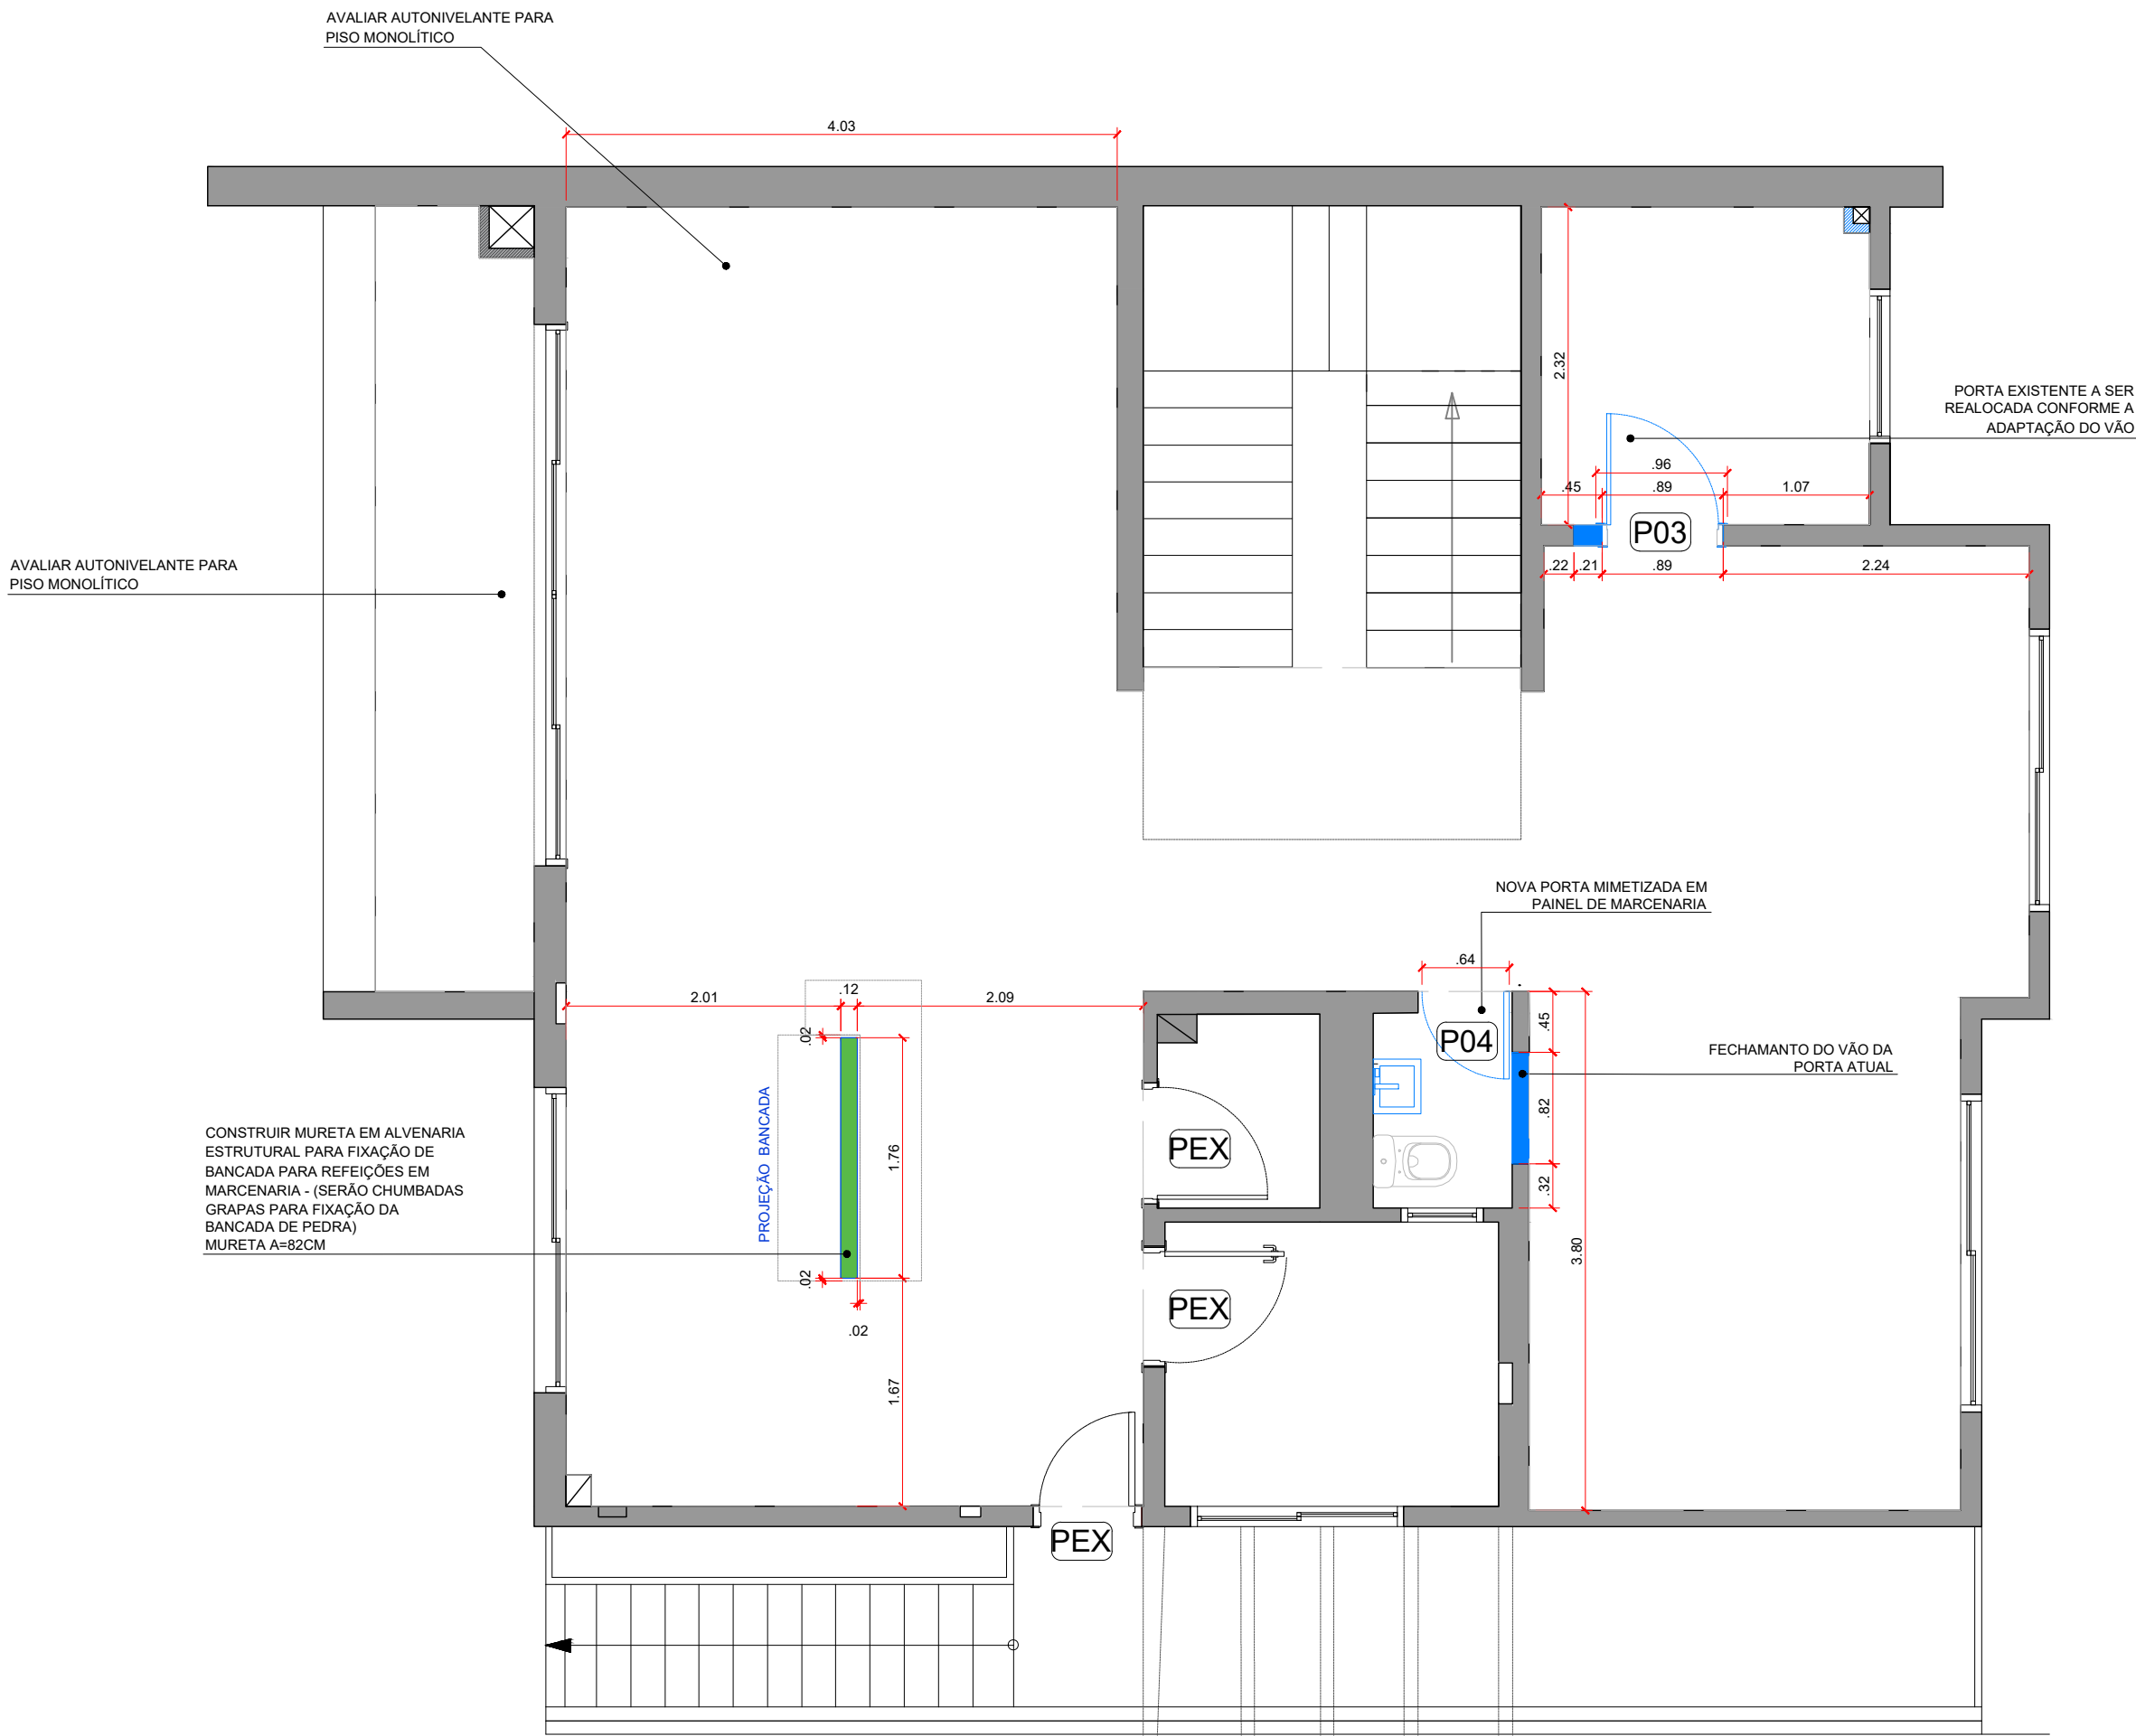 AVALIAR AUTONIVELANTE PARA
PISO MONOLÍTICO
4.03
2.32
PORTA EXISTENTE A SER
REALOCADA CONFORME A
ADAPTAÇÃO DO VÃO
.96
.45
.89
1.07
P03
.22
.21
.89
2.24
AVALIAR AUTONIVELANTE PARA
PISO MONOLÍTICO
NOVA PORTA MIMETIZADA EM
PAINEL DE MARCENARIA
.64
2.01
.12
2.09
.02
.45
P04
FECHAMANTO DO VÃO DA
PORTA ATUAL
.82
PROJEÇÃO BANCADA
1.76
PEX
.32
CONSTRUIR MURETA EM ALVENARIA
ESTRUTURAL PARA FIXAÇÃO DE
BANCADA PARA REFEIÇÕES EM
MARCENARIA - (SERÃO CHUMBADAS
GRAPAS PARA FIXAÇÃO DA
BANCADA DE PEDRA)
MURETA A=82CM
3.80
.02
PEX
.02
1.67
PEX